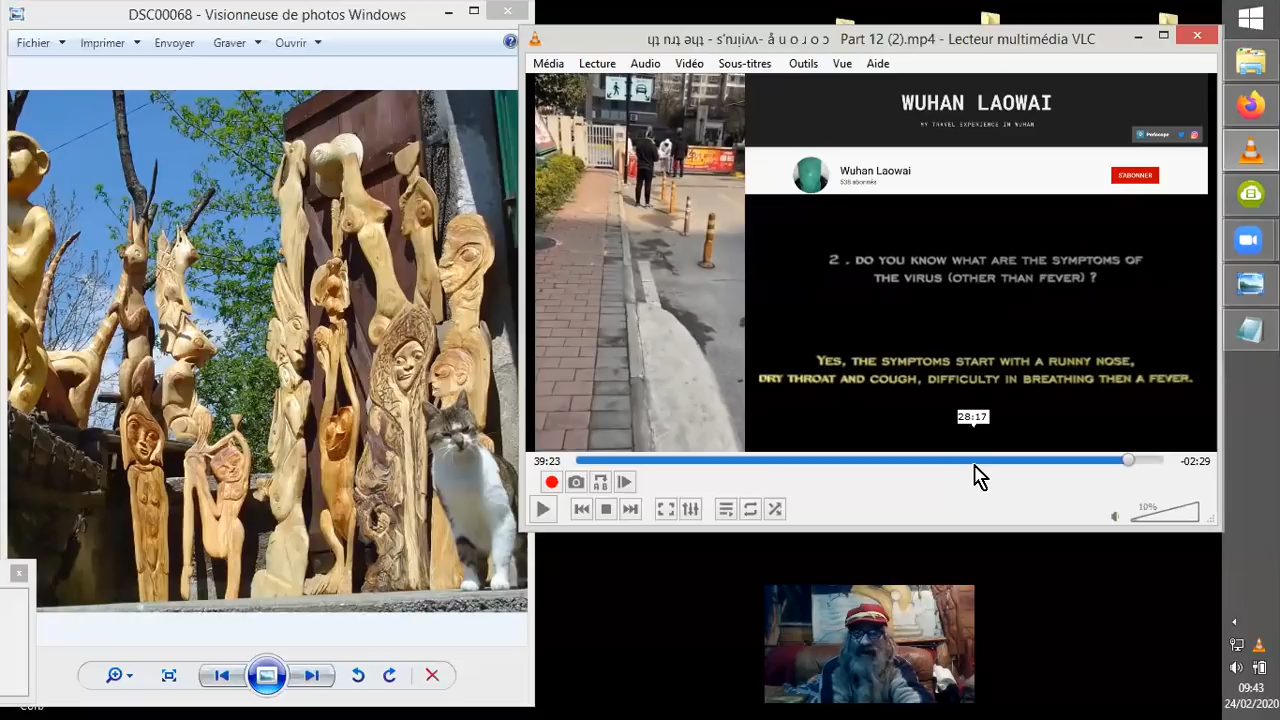 DSC00068 - Visionneuse de photos Windows
Fichier Imprimer Envoyer Graver Ouvrir
Part 12 (2).mp4 - Lecteur multimédia VLC
Média Lecture Audio Vidéo Sous-titres Outils Vue Aide
WUHAN LAOWAI
MY TRAVEL EXPERIENCE IN WUHAN
Periscope
Wuhan Laowai
538 abonnés
S'ABONNER
2 . DO YOU KNOW WHAT ARE THE SYMPTOMS OF
THE VIRUS (OTHER THAN FEVER) ?
YES, THE SYMPTOMS START WITH A RUNNY NOSE,
DRY THROAT AND COUGH, DIFFICULTY IN BREATHING THEN A FEVER.
28:17
39:23
-02:29
10%
09:43
24/02/2020